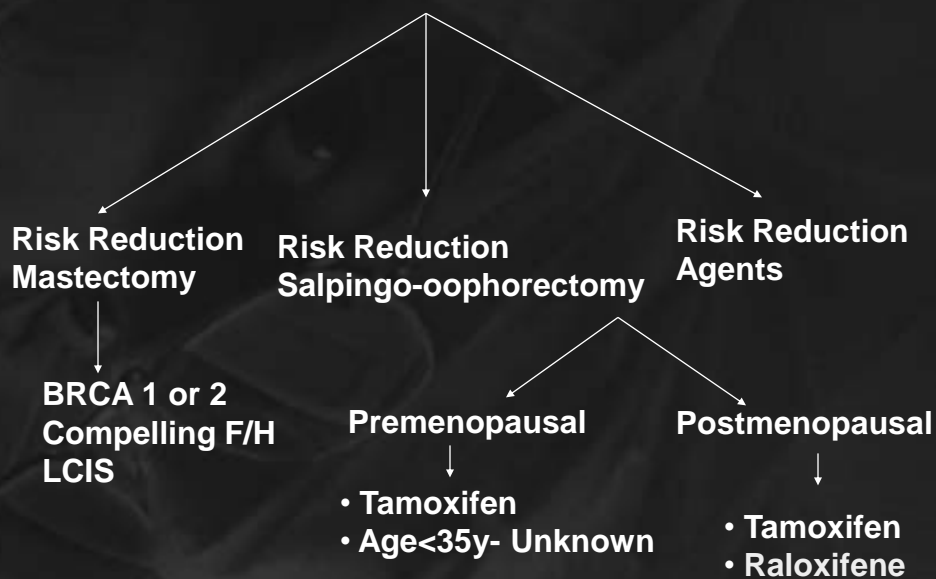 Risk Reduction
Mastectomy
Risk Reduction
Salpingo-oophorectomy
Risk Reduction
Agents
BRCA 1 or 2
Compelling F/H
LCIS
Premenopausal
• Tamoxifen
• Age<35y- Unknown
Postmenopausal
• Tamoxifen
• Raloxifene